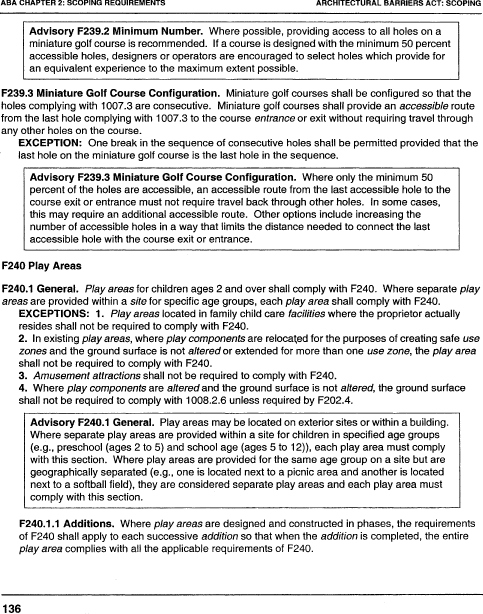 ABA CHAPTER 2: SCOPING REQUIREMENTS ARCHITECTURAL BARRIERS ACT: SCOPING
Advisory F239.2 Minimum Number. Where possible, providing access to all holes on a
miniature golf course is recommended. If a course is designed with the minimum 50 percent
accessible holes, designers or operators are encouraged to select holes which provide for
an equivalent experience to the maximum extent possible.
F239.3 Miniature Golf Course Configuration. Miniature golf courses shall be configured so that the
holes complying with 1007.3 are consecutive. Miniature golf courses shall provide an accessible route
from the last hole complying with 1007.3 to the course entrance or exit without requiring travel through
any other holes on the course.
EXCEPTION: One break in the sequence of consecutive holes shall be permitted provided that the
last hole on the miniature golf course is the last hole in the sequence.
Advisory F239.3 Miniature Golf Course Configuration. Where only the minimum 50
percent of the holes are accessible, an accessible route from the last accessible hole to the
course exit or entrance must not require travel back through other holes. In some cases,
this may require an additional accessible route. Other options include increasing the
number of accessible holes in a way that limits the distance needed to connect the last
accessible hole with the course exit or entrance.
F240 Play Areas
F240.1 General. Play areas for children ages 2 and over shall comply with F240. Where separate play
areas are provided within a site for specific age groups, each play area shall comply with F240.
EXCEPTIONS: 1. Play areas located in family child care facilities where the proprietor actually
resides shall not be required to comply with F240.
2. In existing play areas, where play components are relocated for the purposes of creating safe use
zones and the ground surface is not altered or extended for more than one use zone, the play area
shall not be required to comply with F240.
3. Amusement attractions shall not be required to comply with F240.
4. Where play components are altered and the ground surface is not altered, the ground surface
shall not be required to comply with 1008.2.6 unless required by F202.4.
Advisory F240.1 General. Play areas may be located on exterior sites or within a building.
Where separate play areas are provided within a site for children in specified age groups
(e.g., preschool (ages 2 to 5) and school age (ages 5 to 12)), each play area must comply
with this section. Where play areas are provided for the same age group on a site but are
geographically separated (e.g., one is located next to a picnic area and another is located
next to a softball field), they are considered separate play areas and each play area must
comply with this section.
F240.1.1 Additions. Where play areas are designed and constructed in phases, the requirements
of F240 shall apply to each successive addition so that when the addition is completed, the entire
play area complies with all the applicable requirements of F240.
136